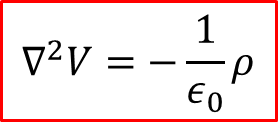 ∇²V = −1/ϵ₀ ρ